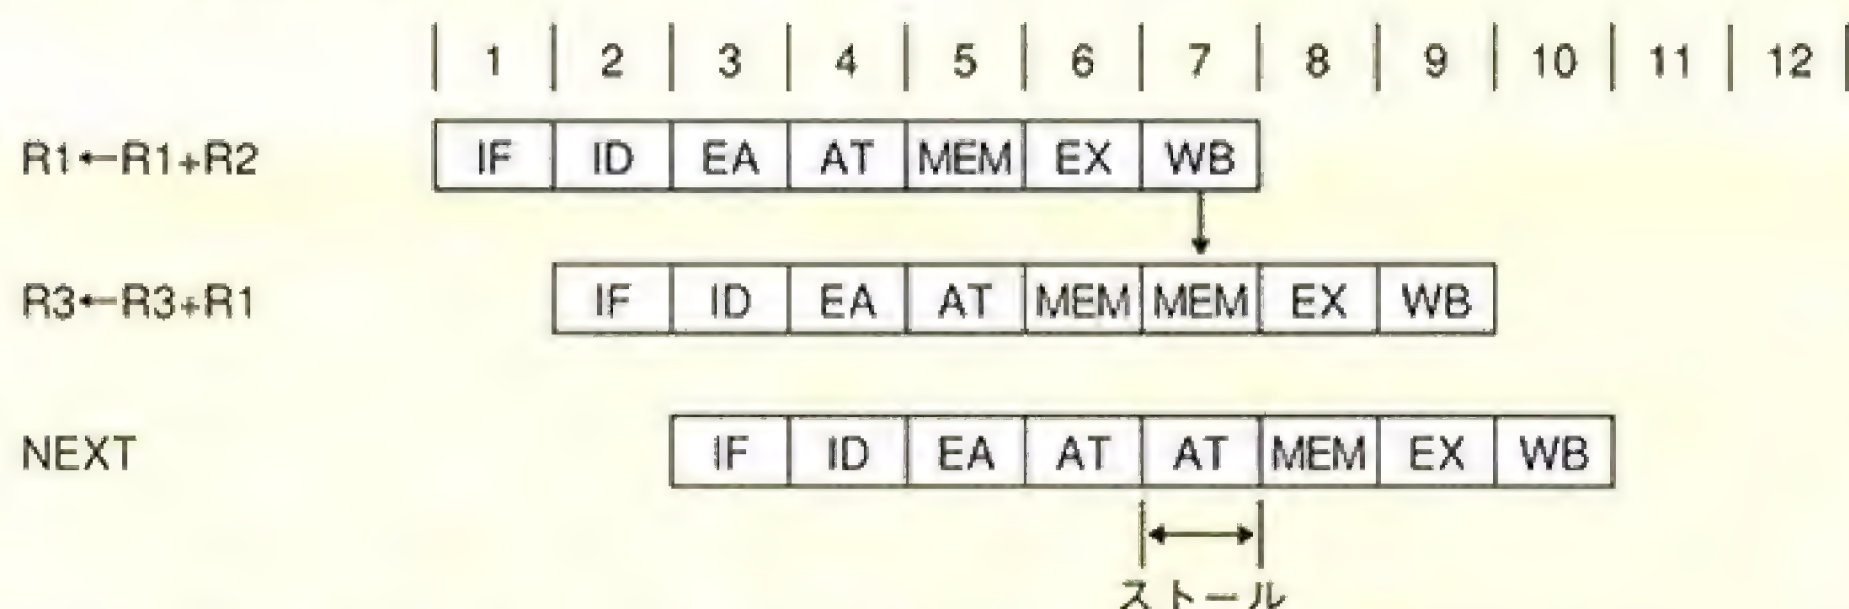 1 2 3 4 5 6 7 8 9 10 11 12
R1←R1+R2 IF ID EA AT MEM EX WB
R3←R3+R1 IF ID EA AT MEM MEM EX WB
NEXT IF ID EA AT AT MEM EX WB
ストール